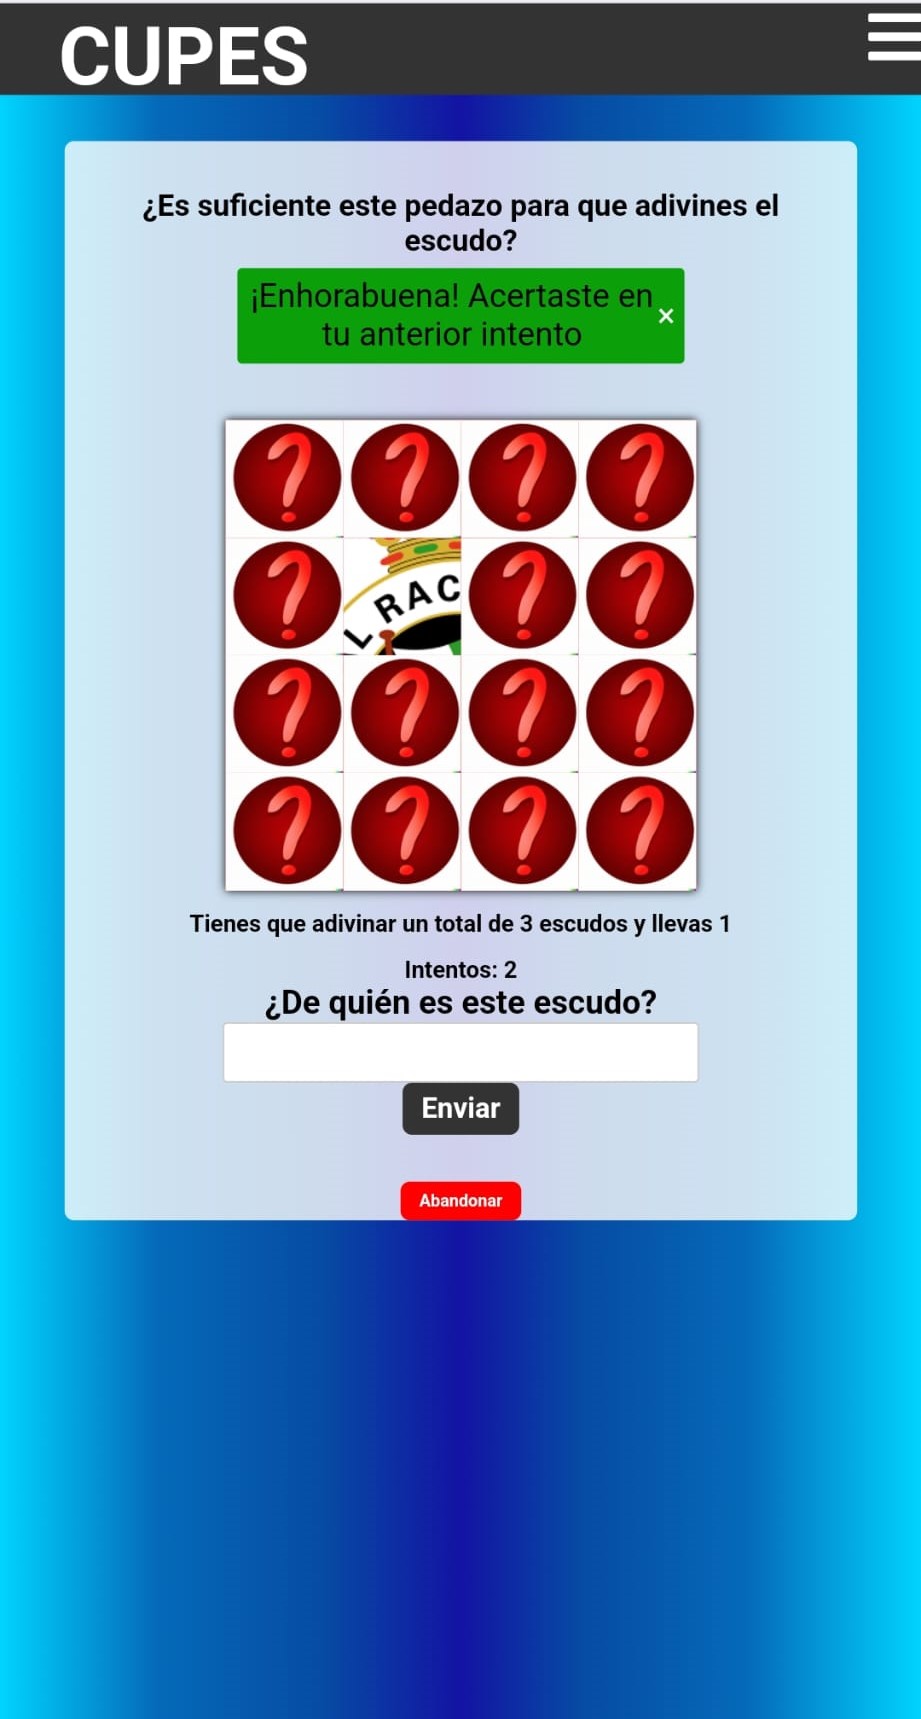 CUPES
¿Es suficiente este pedazo para que adivines el
escudo?
¡Enhorabuena! Acertaste en
tu anterior intento
×
? ? ? ?
? L RAC ? ?
? ? ? ?
? ? ? ?
Tienes que adivinar un total de 3 escudos y llevas 1
Intentos: 2
¿De quién es este escudo?
Enviar
Abandonar